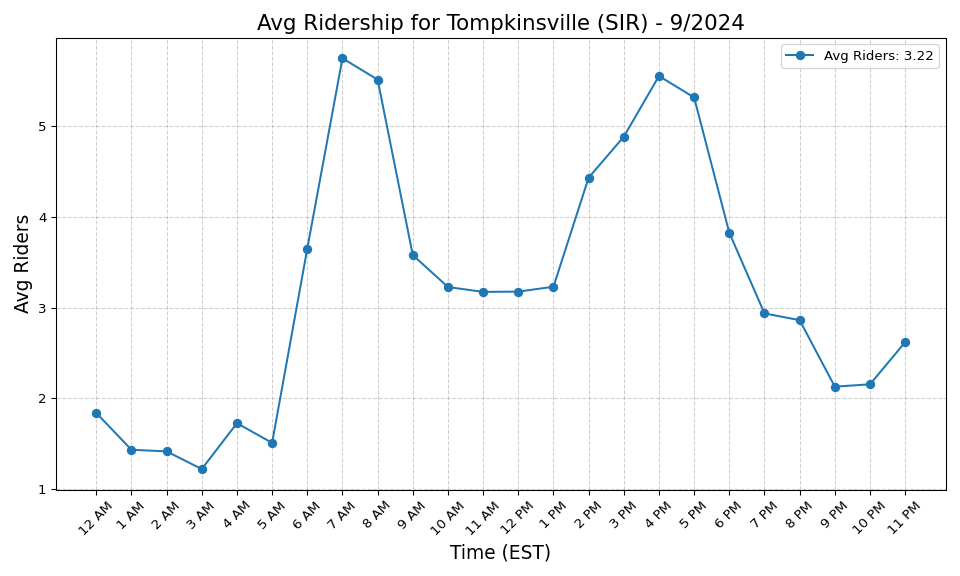 Avg Ridership for Tompkinsville (SIR) - 9/2024
Avg Riders: 3.22
Avg Riders
5
4
3
2
1
12 AM
1 AM
2 AM
3 AM
4 AM
5 AM
6 AM
7 AM
8 AM
9 AM
10 AM
11 AM
12 PM
1 PM
2 PM
3 PM
4 PM
5 PM
6 PM
7 PM
8 PM
9 PM
10 PM
11 PM
Time (EST)